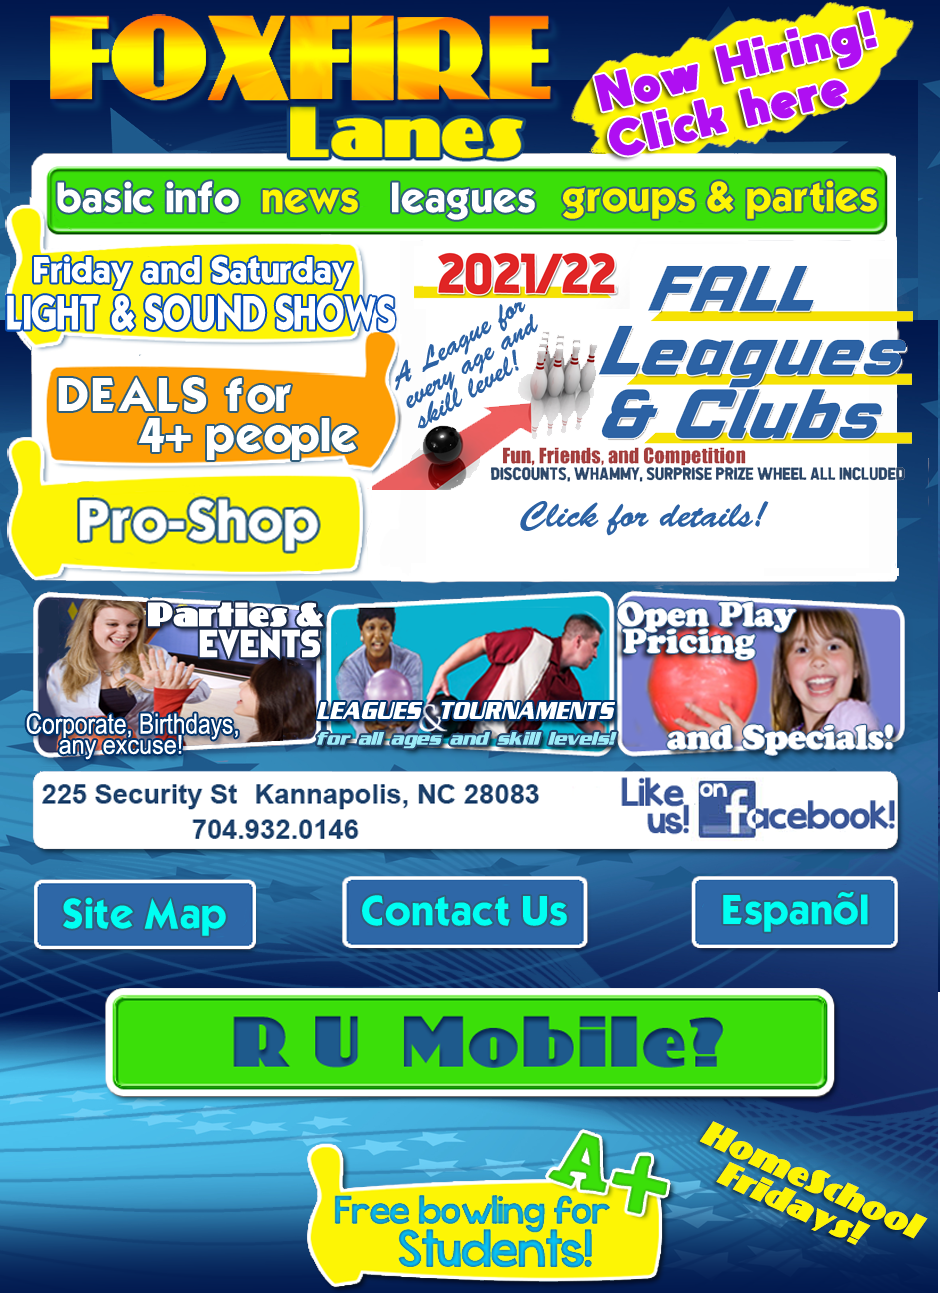 FOXFIRE
Lanes
Now Hiring!
Click here
basic info news leagues groups & parties
Friday and Saturday
LIGHT & SOUND SHOWS
DEALS for
4+ people
Pro-Shop
2021/22
A League for
every age and
skill level!
FALL
Leagues
& Clubs
Fun, Friends, and Competition
DISCOUNTS, WHAMMY, SURPRISE PRIZE WHEEL ALL INCLUDED
Click for details!
Parties &
EVENTS
Corporate, Birthdays,
any excuse!
LEAGUES & TOURNAMENTS
for all ages and skill levels!
Open Play
Pricing
and Specials!
225 Security St Kannapolis, NC 28083
704.932.0146
Like
us!
on
facebook!
Site Map
Contact Us
Espanõl
R U Mobile?
A+
Free bowling for
Students!
HomeSchool
Fridays!